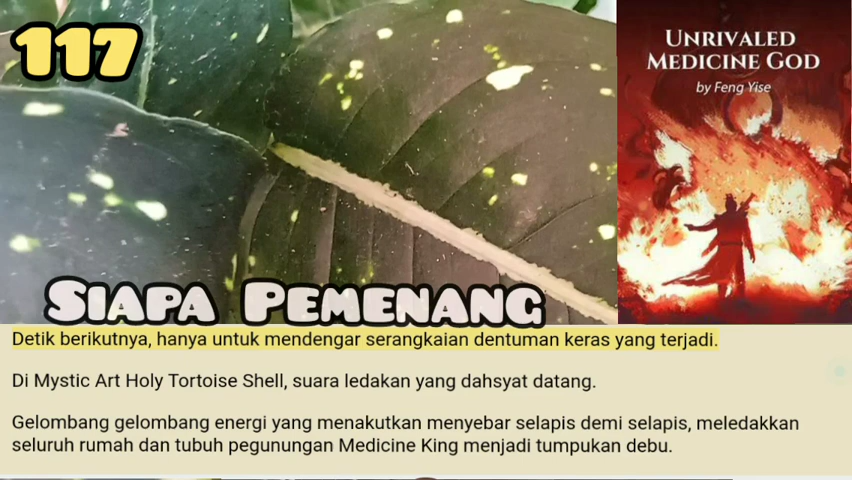 117
UNRIVALED
MEDICINE GOD
by Feng Yise
SIAPA PEMENANG
Detik berikutnya, hanya untuk mendengar serangkaian dentuman keras yang terjadi.
Di Mystic Art Holy Tortoise Shell, suara ledakan yang dahsyat datang.
Gelombang gelombang energi yang menakutkan menyebar selapis demi selapis, meledakkan
seluruh rumah dan tubuh pegunungan Medicine King menjadi tumpukan debu.